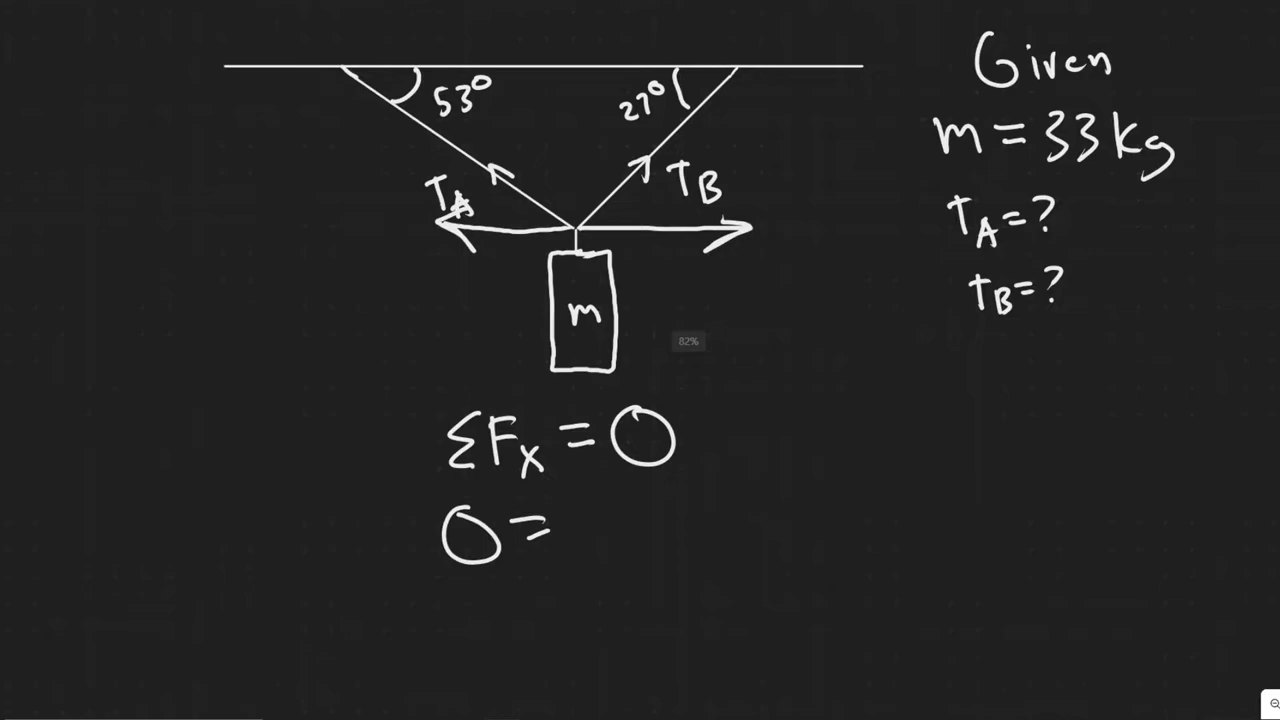 Given
53°
27°
m = 33 kg
TA
TB
tA = ?
tB = ?
m
82%
ΣFx = 0
0 =